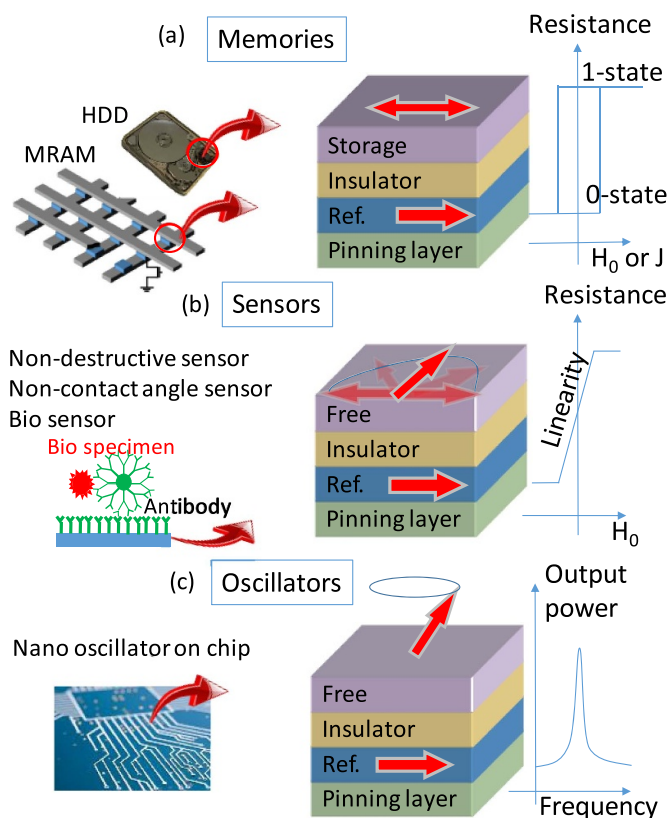 (a) Memories
Resistance
1-state
HDD
MRAM
Storage
Insulator
Ref.
Pinning layer
0-state
H₀ or J
(b) Sensors
Resistance
Non-destructive sensor
Non-contact angle sensor
Bio sensor
Bio specimen
Antibody
Free
Insulator
Ref.
Pinning layer
Linearity
H₀
(c) Oscillators
Output
power
Nano oscillator on chip
Free
Insulator
Ref.
Pinning layer
Frequency